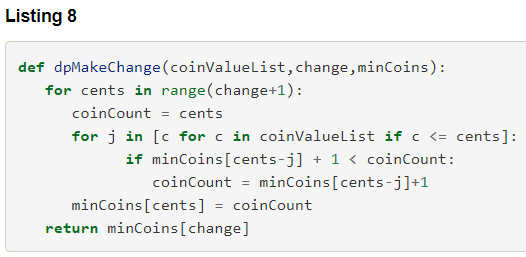 Listing 8
def dpMakeChange(coinValueList,change,minCoins):
   for cents in range(change+1):
      coinCount = cents
      for j in [c for c in coinValueList if c <= cents]:
            if minCoins[cents-j] + 1 < coinCount:
               coinCount = minCoins[cents-j]+1
      minCoins[cents] = coinCount
   return minCoins[change]